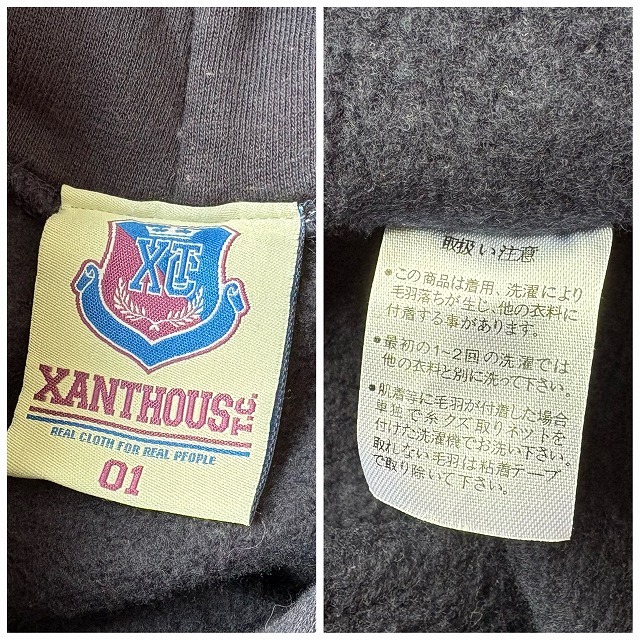 XTC
XANTHOUS TC.
REAL CLOTH FOR REAL PEOPLE
01
取扱い注意
●この商品は着用、洗濯により
毛羽落ちが生じ、他の衣料に
付着する事があります。
●最初の1~2回の洗濯では
他の衣料と別に洗って下さい。
●肌着等に毛羽が付着した場合
単独で糸クズ取りネットを
付けた洗濯機でお洗い下さい。
取れない毛羽は粘着テープ
で取り除いて下さい。